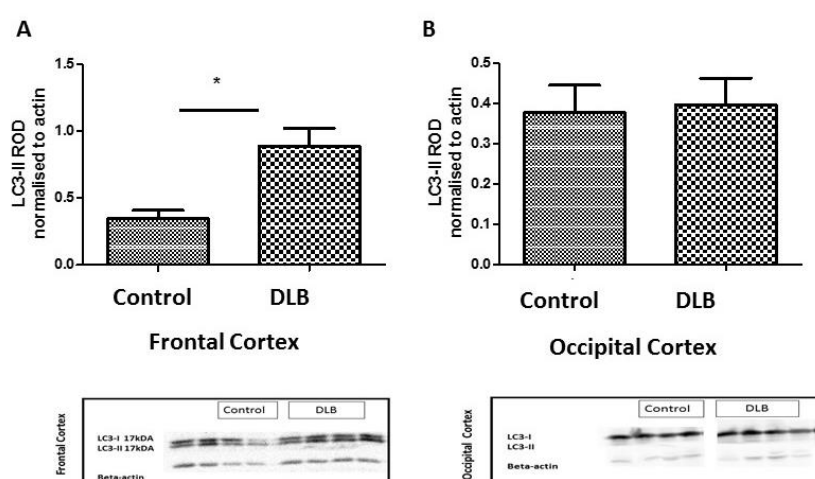 A
LC3-II ROD
normalised to actin
1.5
1.0
0.5
0.0
*
Control DLB
Frontal Cortex
B
LC3-II ROD
normalised to actin
0.5
0.4
0.3
0.2
0.1
0.0
Control DLB
Occipital Cortex
Frontal Cortex
Control DLB
LC3-I 17kDA
LC3-II 17kDA
Beta-actin
Occipital Cortex
Control DLB
LC3-I
LC3-II
Beta-actin